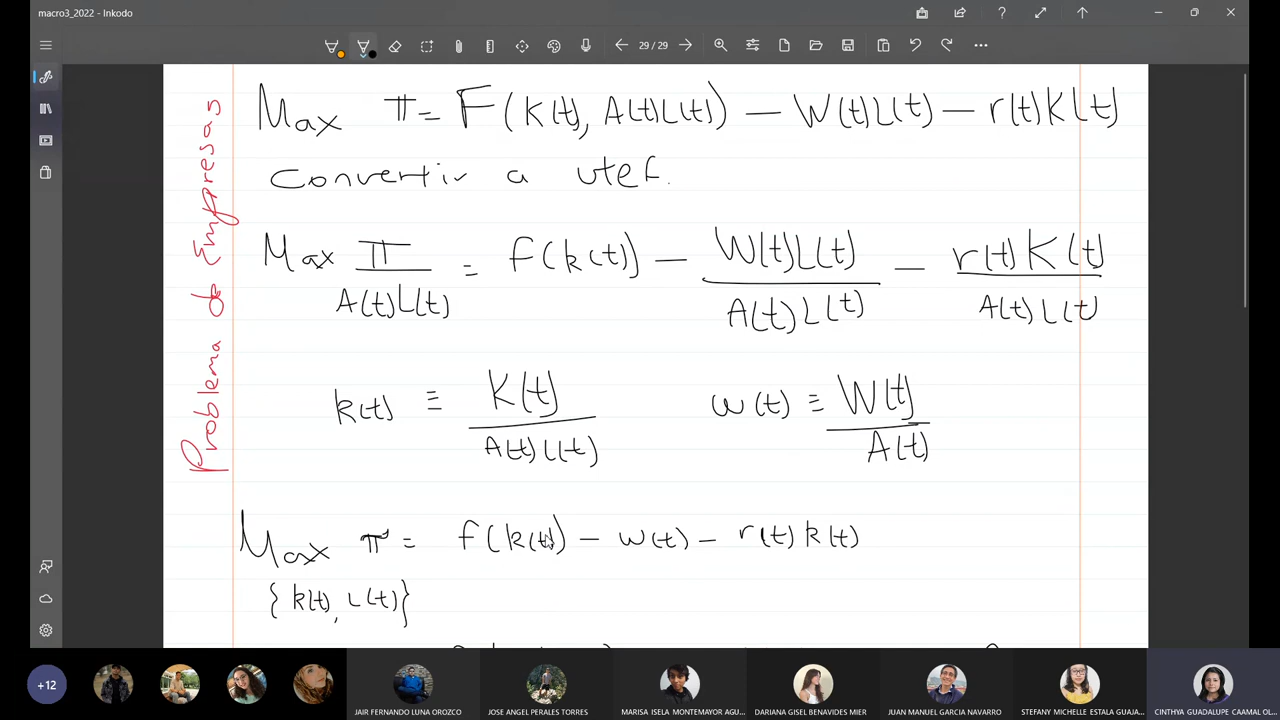 macro3_2022 - Inkodo
29 / 29
Problema de Empresas
Max π = F(K(t), A(t)L(t)) — W(t)L(t) — r(t)K(t)
Convertir a utef.
Max π / A(t)L(t) = f(k(t)) — W(t)L(t) / A(t)L(t) — r(t)K(t) / A(t)L(t)
k(t) ≡ K(t) / A(t)L(t) w(t) ≡ W(t) / A(t)
Max π = f(k(t)) — w(t) — r(t)k(t)
{k(t), L(t)}
+12
JAIR FERNANDO LUNA OROZCO
JOSE ANGEL PERALES TORRES
MARISA ISELA MONTEMAYOR AGU...
DARIANA GISEL BENAVIDES MIER
JUAN MANUEL GARCIA NAVARRO
STEFANY MICHELLE ESTALA GUAJA...
CINTHYA GUADALUPE CAAMAL OL...